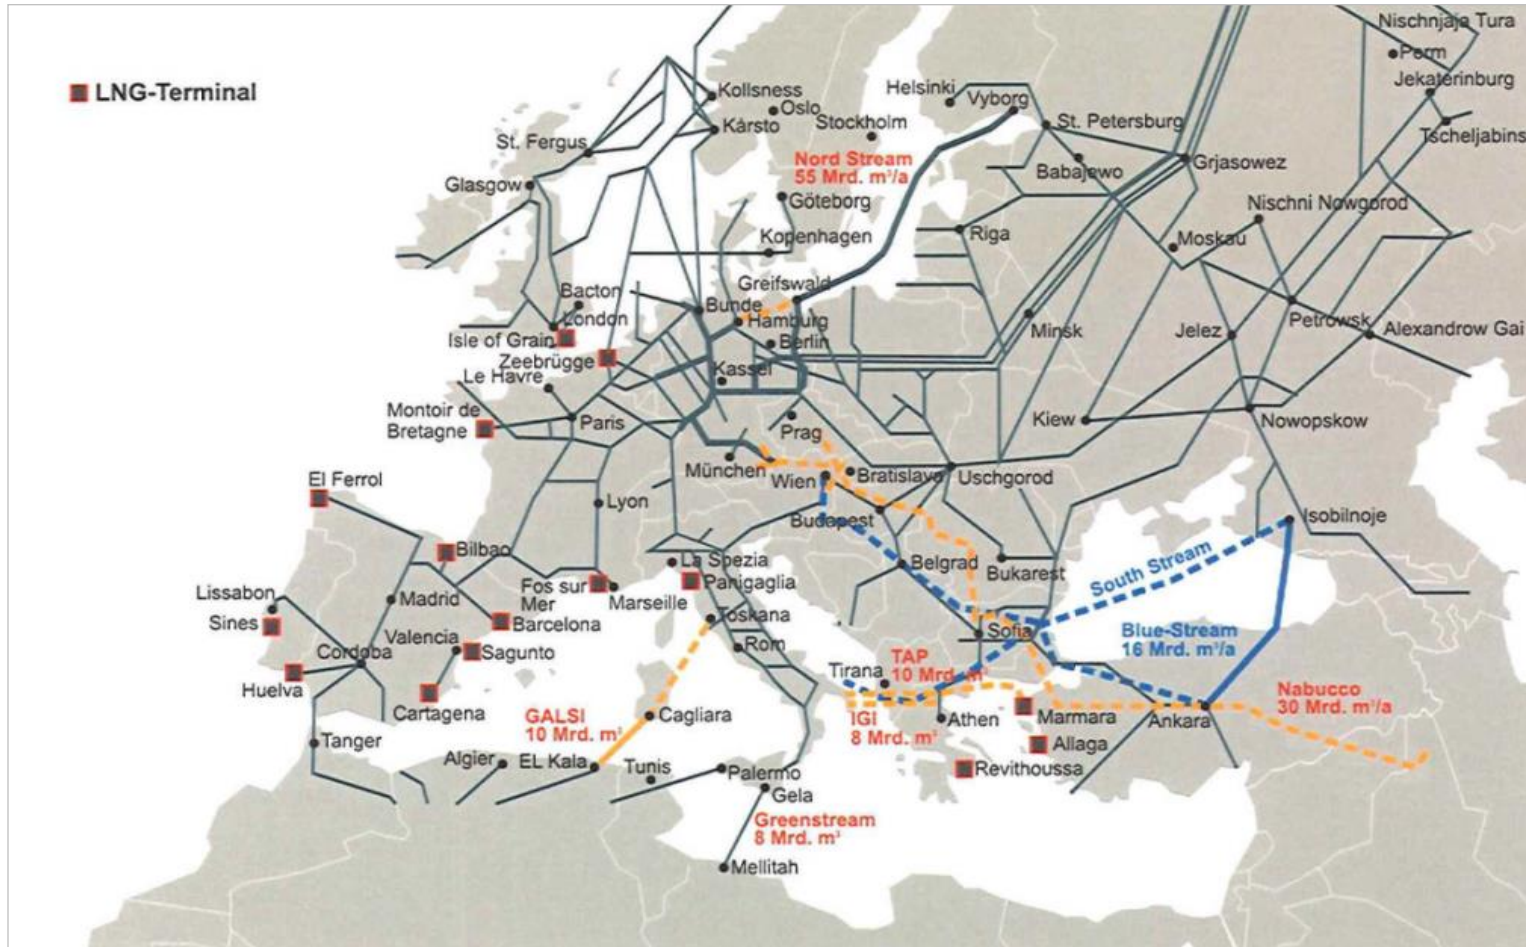 Nischnjaja Tura
Perm
Jekaterinburg
Tscheljabins
LNG-Terminal
Kollsness
Oslo
Kårsto
Stockholm
Helsinki
Vyborg
St. Petersburg
Grjasowez
Babajewo
St. Fergus
Glasgow
Nord Stream
55 Mrd. m³/a
Göteborg
Kopenhagen
Riga
Nischni Nowgorod
Moskau
Greifswald
Bacton
London
Isle of Grain
Zeebrügge
Bunde
Hamburg
Berlin
Kassel
Minsk
Jelez
Petrowsk
Alexandrow Gai
Le Havre
Montoir de
Bretagne
Paris
Prag
Kiew
Nowopskow
El Ferrol
München
Wien
Bratislava
Uschgorod
Lyon
Budapest
Isobilnoje
Bilbao
La Spezia
Panigaglia
Belgrad
Bukarest
South Stream
Lissabon
Sines
Madrid
Fos sur
Mer
Marseille
Barcelona
Toskana
Rom
Sofia
Blue-Stream
16 Mrd. m³/a
Valencia
Sagunto
Cordoba
Huelva
Cartagena
Tirana
TAP
10 Mrd. m³
GALSI
10 Mrd. m³
Cagliara
IGI
8 Mrd. m³
Athen
Marmara
Ankara
Nabucco
30 Mrd. m³/a
Allaga
Revithoussa
Tanger
Algier
EL Kala
Tunis
Palermo
Gela
Greenstream
8 Mrd. m³
Mellitah